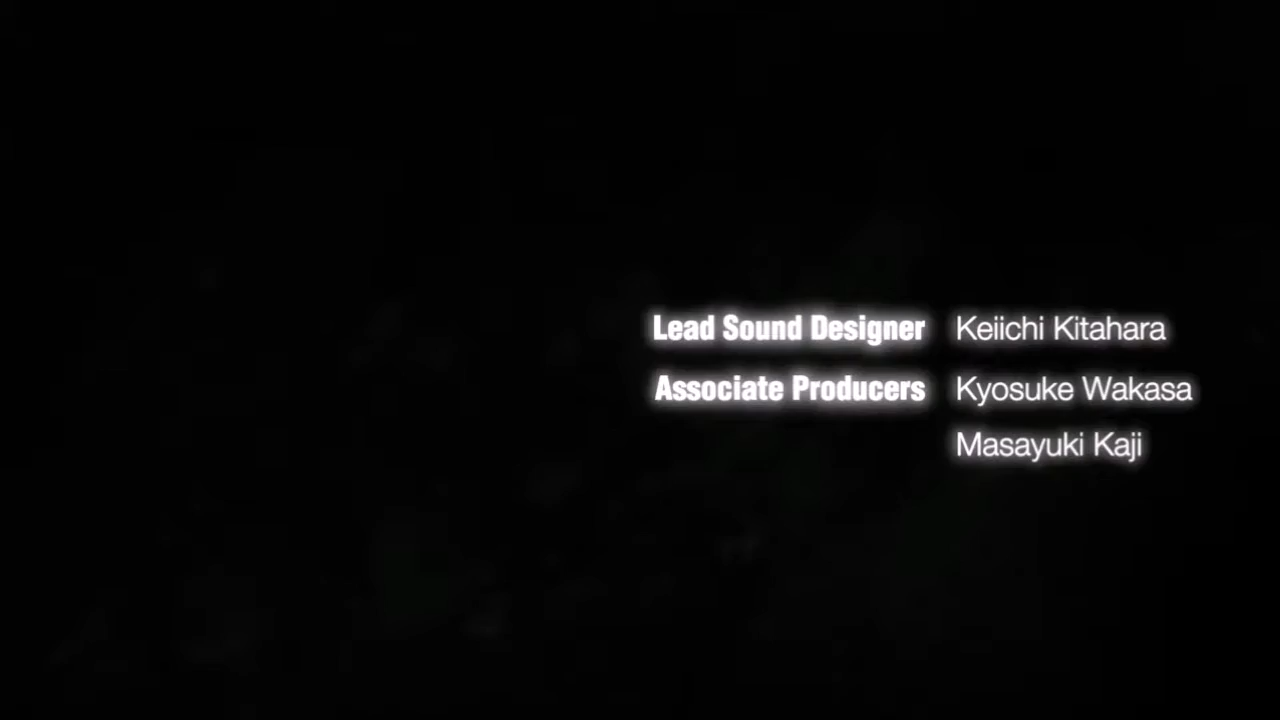 Lead Sound Designer Keiichi Kitahara
Associate Producers Kyosuke Wakasa
Masayuki Kaji